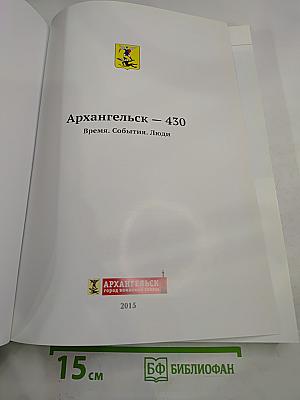 Архангельск — 430
Время. События. Люди
АРХАНГЕЛЬСК
город воинской славы
2015
15 см
БФ БИБЛИОФАН